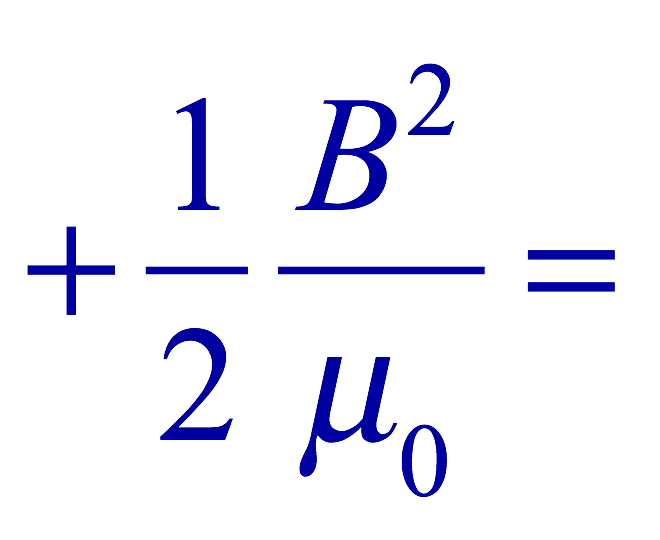 + 1/2 B²/μ₀ =